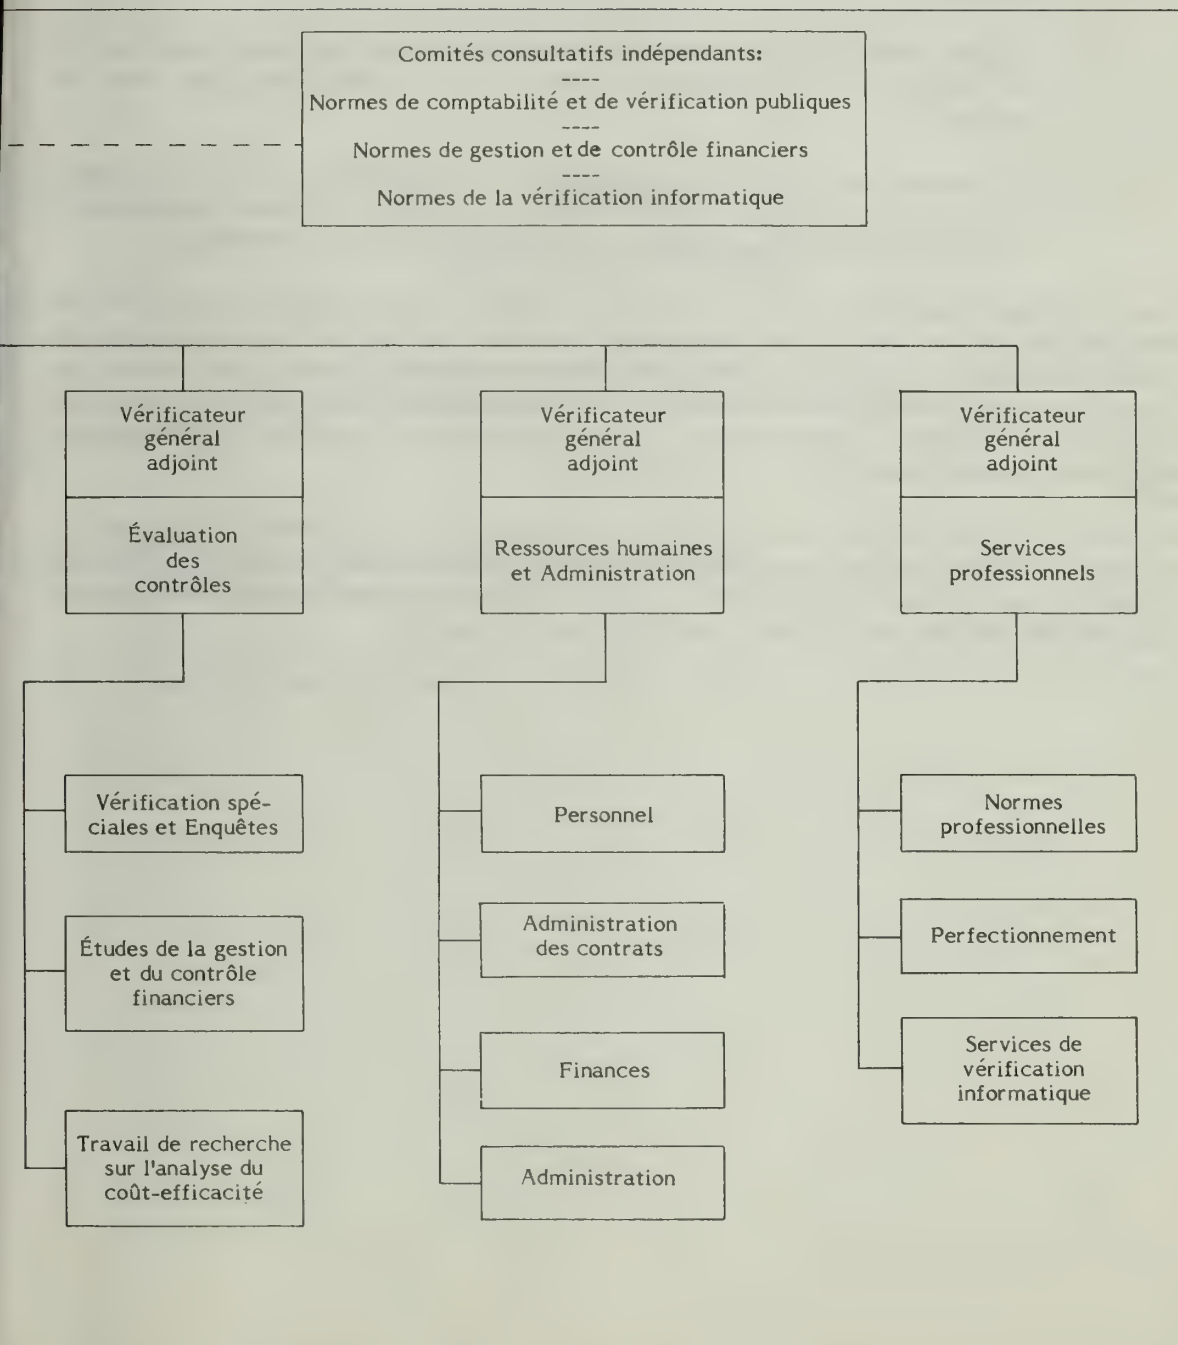 Comités consultatifs indépendants:
----
Normes de comptabilité et de vérification publiques
----
Normes de gestion et de contrôle financiers
----
Normes de la vérification informatique
Vérificateur
général
adjoint
Évaluation
des
contrôles
Vérification spé-
ciales et Enquêtes
Études de la gestion
et du contrôle
financiers
Travail de recherche
sur l'analyse du
coût-efficacité
Vérificateur
général
adjoint
Ressources humaines
et Administration
Personnel
Administration
des contrats
Finances
Administration
Vérificateur
général
adjoint
Services
professionnels
Normes
professionnelles
Perfectionnement
Services de
vérification
informatique